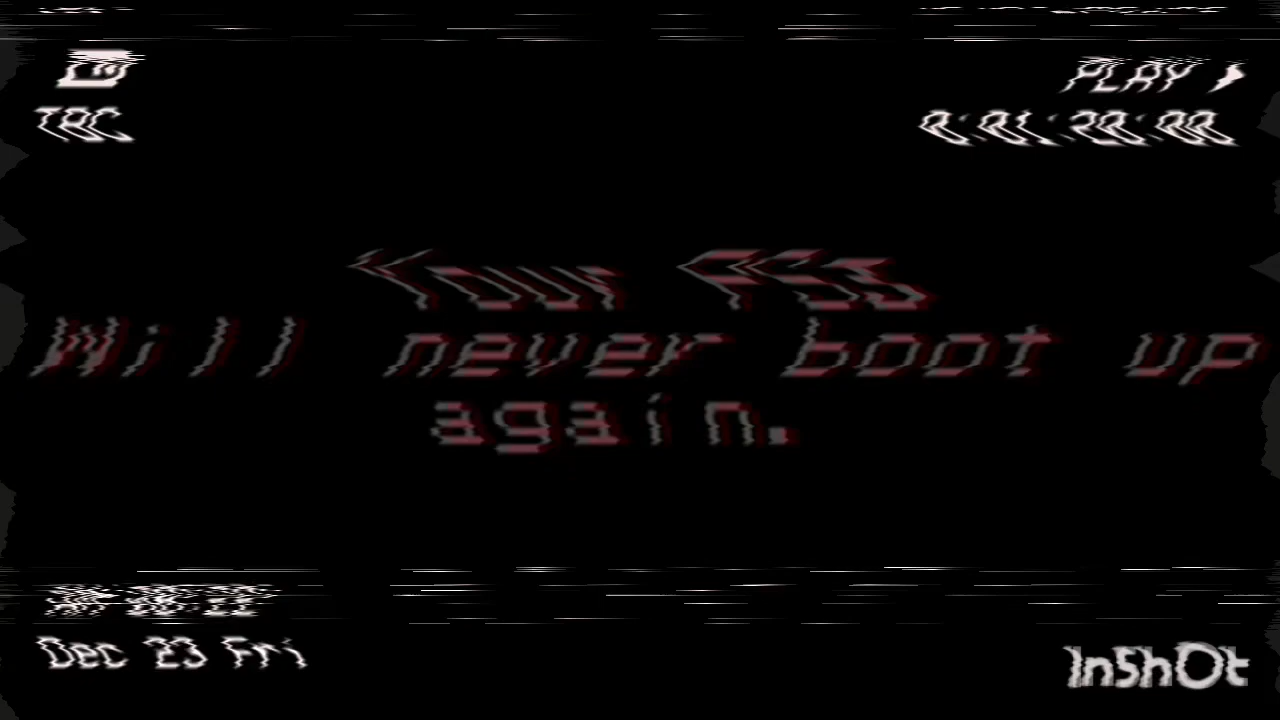 PLAY
TBC
Your PS3
Will never boot up
again.
Dec 23 Fri
InShOt